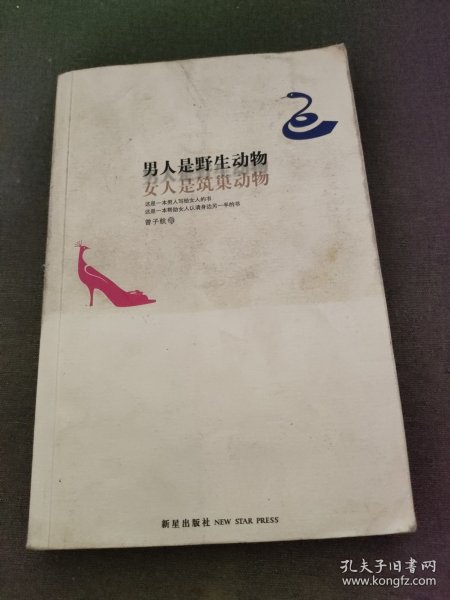 男人是野生动物
女人是筑巢动物
这是一本男人写给女人的书
这是一本帮助女人认清身边另一半的书
曾子航 著
新星出版社 NEW STAR PRESS
孔夫子旧书网
www.kongfz.com